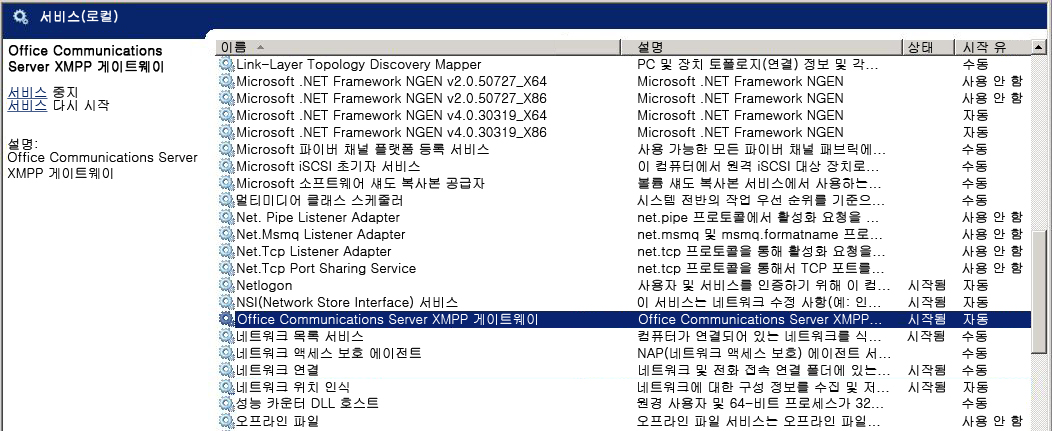 서비스(로컬)
Office Communications
Server XMPP 게이트웨이
서비스 중지
서비스 다시 시작
설명:
Office Communications Server
XMPP 게이트웨이
이름 설명 상태 시작 유
Link-Layer Topology Discovery Mapper PC 및 장치 토폴로지(연결) 정보 및 각... 수동
Microsoft .NET Framework NGEN v2.0.50727_X64 Microsoft .NET Framework NGEN 사용 안 함
Microsoft .NET Framework NGEN v2.0.50727_X86 Microsoft .NET Framework NGEN 사용 안 함
Microsoft .NET Framework NGEN v4.0.30319_X64 Microsoft .NET Framework NGEN 자동
Microsoft .NET Framework NGEN v4.0.30319_X86 Microsoft .NET Framework NGEN 자동
Microsoft 파이버 채널 플랫폼 등록 서비스 사용 가능한 모든 파이버 채널 패브릭에... 수동
Microsoft iSCSI 초기자 서비스 이 컴퓨터에서 원격 iSCSI 대상 장치로... 수동
Microsoft 소프트웨어 섀도 복사본 공급자 볼륨 섀도 복사본 서비스에서 사용하는... 수동
멀티미디어 클래스 스케줄러 시스템 전반의 작업 우선 순위를 기준으... 수동
Net. Pipe Listener Adapter net.pipe 프로토콜에서 활성화 요청을 ... 사용 안 함
Net.Msmq Listener Adapter net.msmq 및 msmq.formatname 프로... 사용 안 함
Net.Tcp Listener Adapter net.tcp 프로토콜을 통해 활성화 요청을... 사용 안 함
Net.Tcp Port Sharing Service net.tcp 프로토콜을 통해서 TCP 포트를... 사용 안 함
Netlogon 사용자 및 서비스를 인증하기 위해 이 컴... 시작됨 자동
NSI(Network Store Interface) 서비스 이 서비스는 네트워크 수정 사항(예: 인... 시작됨 자동
Office Communications Server XMPP 게이트웨이 Office Communications Server XMPP... 시작됨 자동
네트워크 목록 서비스 컴퓨터가 연결되어 있는 네트워크를 식... 시작됨 수동
네트워크 액세스 보호 에이전트 NAP(네트워크 액세스 보호) 에이전트 서... 수동
네트워크 연결 네트워크 및 전화 접속 연결 폴더에 있는... 시작됨 수동
네트워크 위치 인식 네트워크에 대한 구성 정보를 수집 및 저... 시작됨 자동
성능 카운터 DLL 호스트 원경 사용자 및 64-비트 프로세스가 32... 수동
오프라인 파일 오프라인 파일 서비스는 오프라인 파일... 사용 안 함